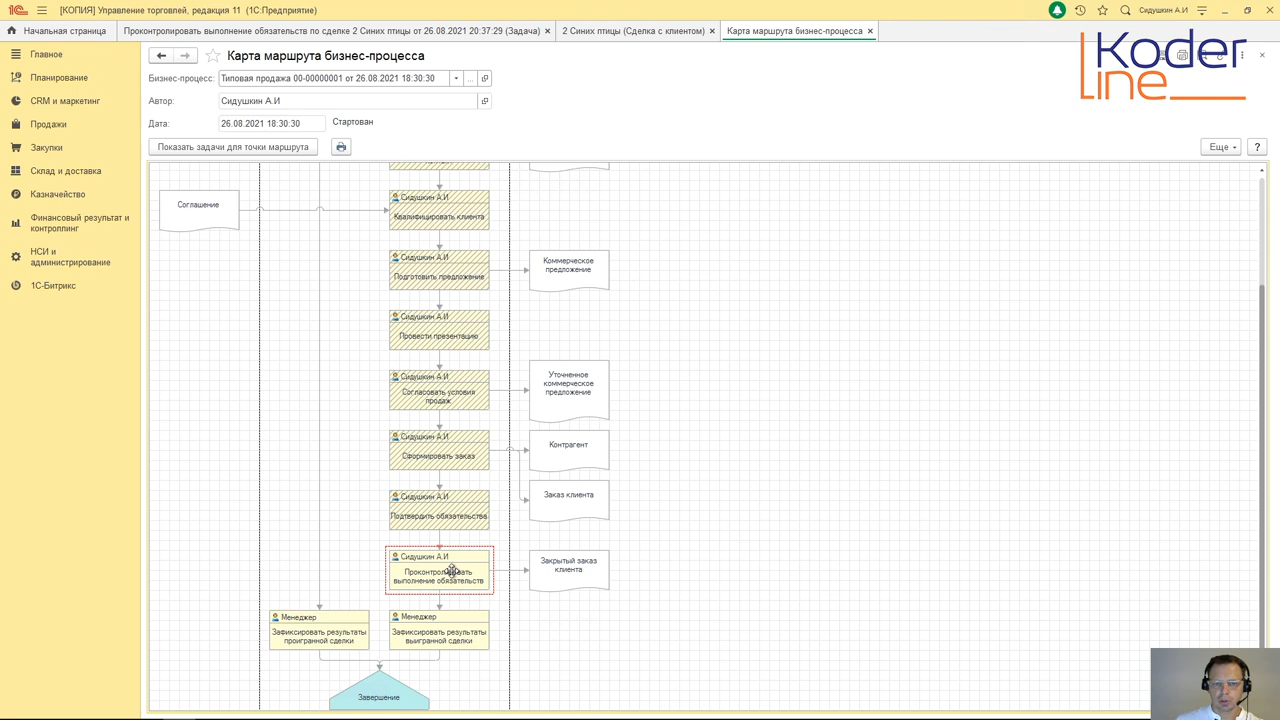 [КОПИЯ] Управление торговлей, редакция 11 (1С:Предприятие)
Сидушкин А.И
Начальная страница
Проконтролировать выполнение обязательств по сделке 2 Синих птицы от 26.08.2021 20:37:29 (Задача)
2 Синих птицы (Сделка с клиентом)
Карта маршрута бизнес-процесса
Главное
Планирование
CRM и маркетинг
Продажи
Закупки
Склад и доставка
Казначейство
Финансовый результат и
контроллинг
НСИ и
администрирование
1С-Битрикс
Карта маршрута бизнес-процесса
Koder
line
Бизнес-процесс:
Типовая продажа 00-00000001 от 26.08.2021 18:30:30
Автор:
Сидушкин А.И
Дата:
26.08.2021 18:30:30
Стартован
Показать задачи для точки маршрута
Еще
?
Соглашение
Сидушкин А.И
Квалифицировать клиента
Сидушкин А.И
Подготовить предложение
Коммерческое
предложение
Сидушкин А.И
Провести презентацию
Сидушкин А.И
Согласовать условия
продаж
Уточненное
коммерческое
предложение
Сидушкин А.И
Сформировать заказ
Контрагент
Заказ клиента
Сидушкин А.И
Подтвердить обязательства
Сидушкин А.И
Проконтролировать
выполнение обязательств
Закрытый заказ
клиента
Менеджер
Зафиксировать результаты
проигранной сделки
Менеджер
Зафиксировать результаты
выигранной сделки
Завершение